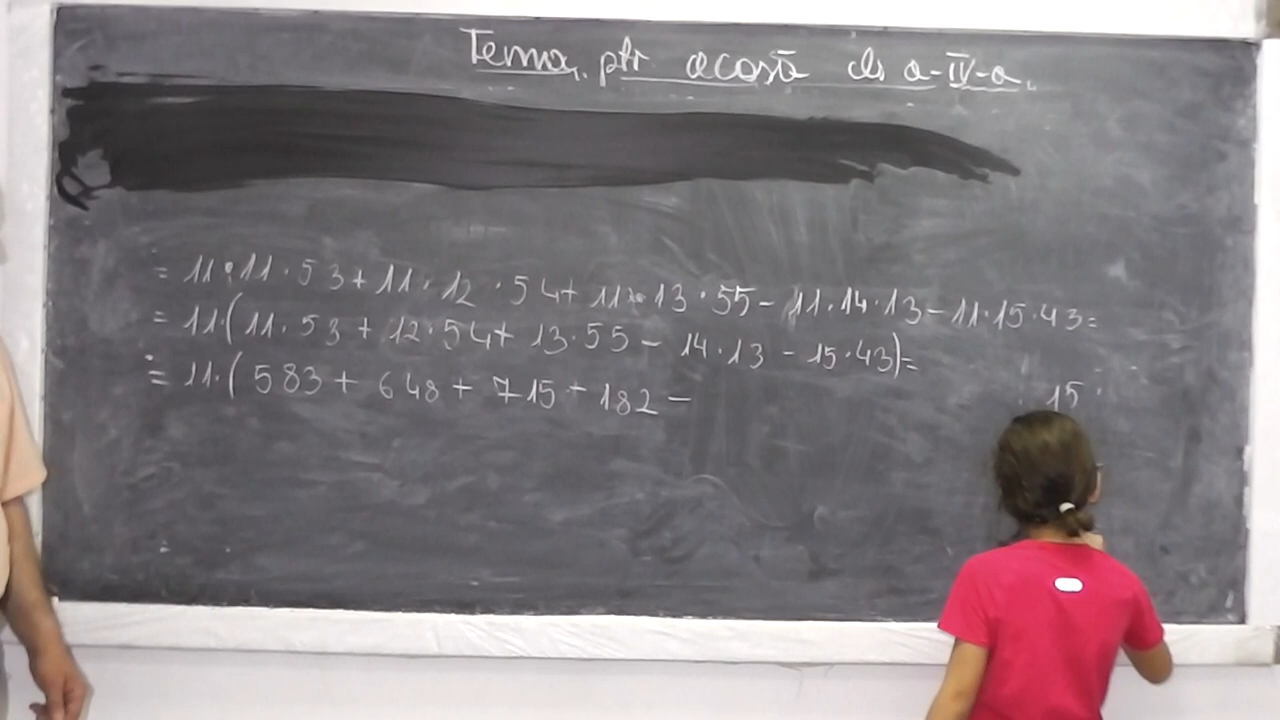 Tema ptr acasă cls a-IV-a.
= 11·11·53+11·12·54+11·13·55-11·14·13-11·15·43=
= 11·(11·53+12·54+13·55-14·13-15·43)=
= 11·(583+648+715+182-
15